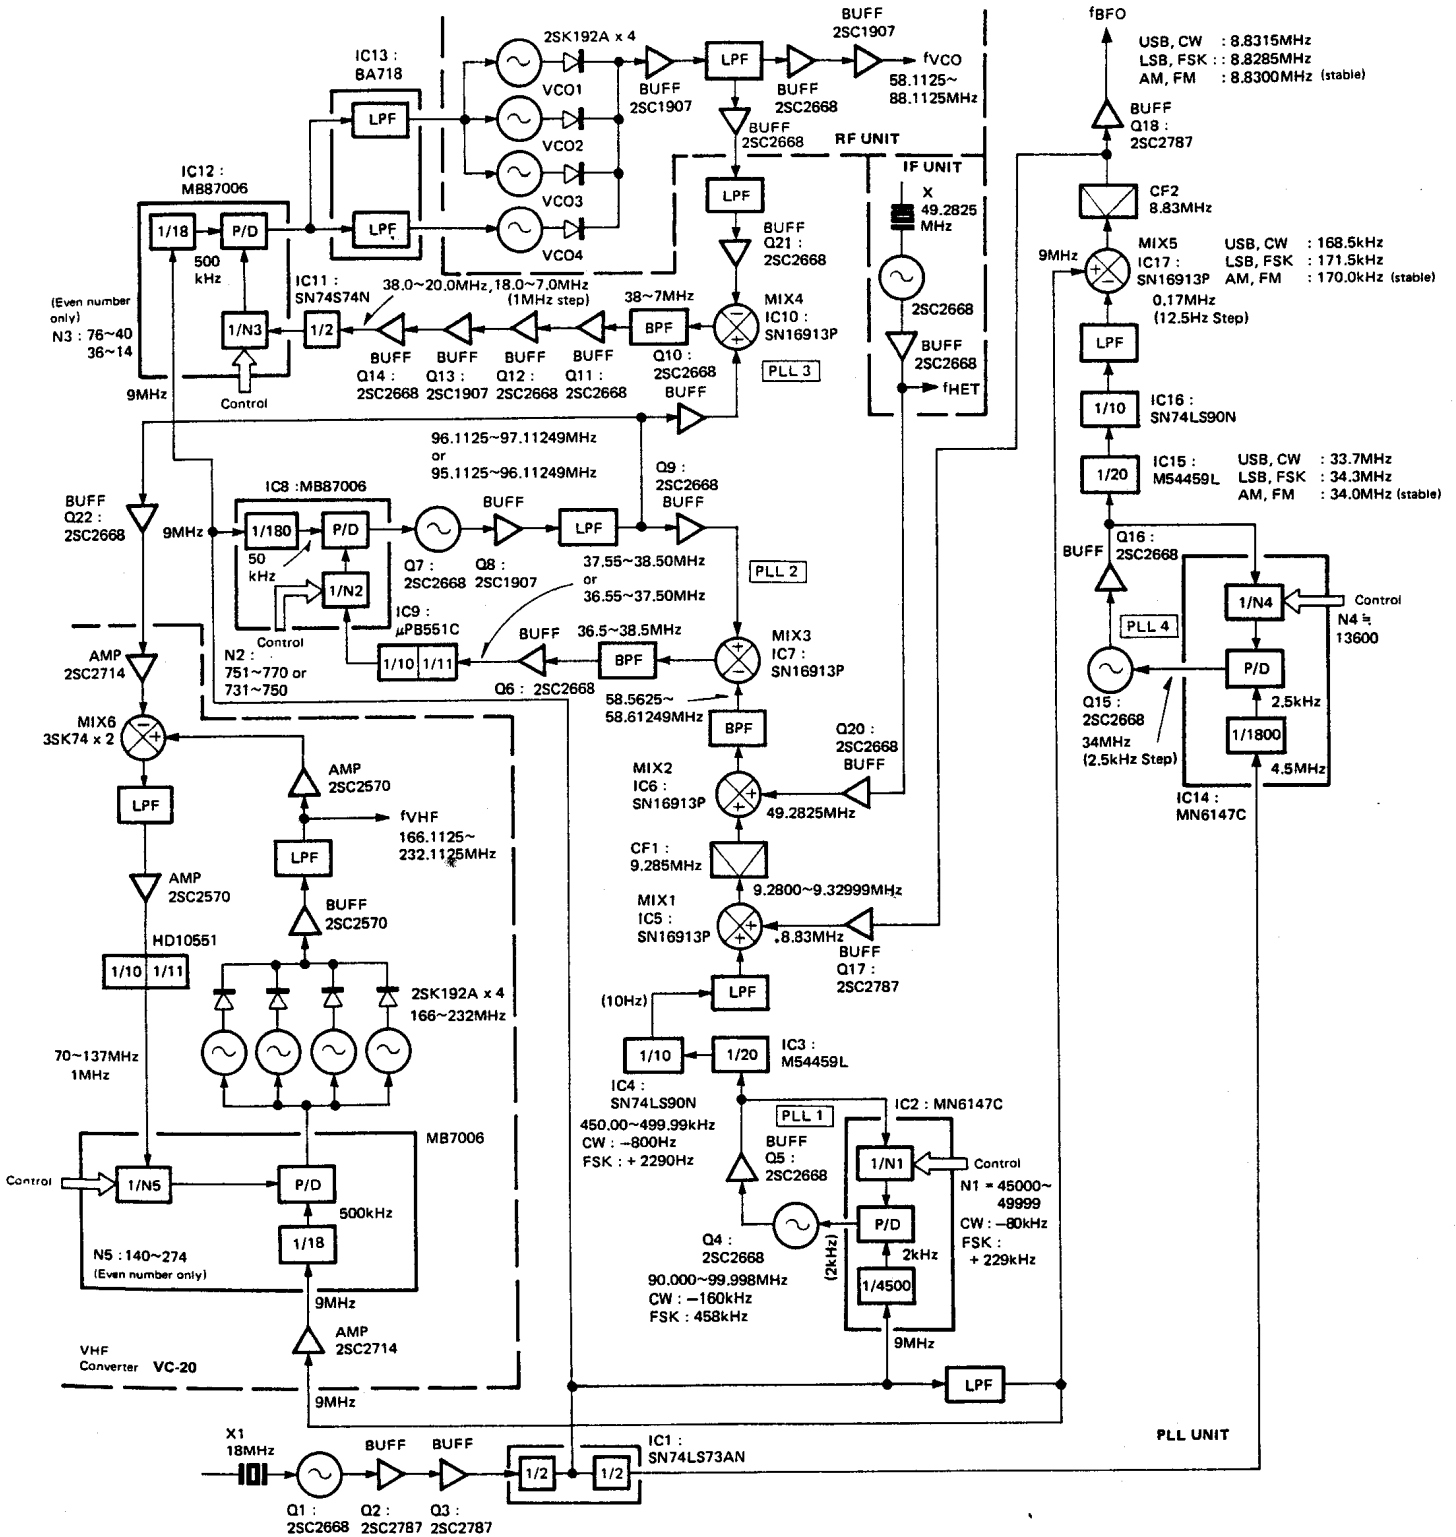 2SK192A x 4
VCO1
VCO2
VCO3
VCO4
BUFF
2SC1907
LPF
BUFF
2SC2668
BUFF
2SC1907
fVCO
58.1125~
88.1125MHz
BUFF
2SC2668
RF UNIT
IC13 :
BA718
LPF
LPF
IC12 :
MB87006
1/18
P/D
500
kHz
(Even number
only)
N3 : 76~40
36~14
1/N3
Control
9MHz
IC11 :
SN74S74N
1/2
38.0~20.0MHz, 18.0~7.0MHz
(1MHz step)
BUFF
Q14 :
2SC2668
BUFF
Q13 :
2SC1907
BUFF
Q12 :
2SC2668
BUFF
Q11 :
2SC2668
38~7MHz
BPF
Q10 :
2SC2668
BUFF
LPF
BUFF
Q21 :
2SC2668
MIX4
IC10 :
SN16913P
PLL 3
IF UNIT
X
49.2825
MHz
2SC2668
BUFF
2SC2668
fHET
fBFO
USB, CW : 8.8315MHz
LSB, FSK : : 8.8285MHz
AM, FM : 8.8300MHz (stable)
BUFF
Q18 :
2SC2787
CF2
8.83MHz
9MHz
MIX5
IC17 :
SN16913P
USB, CW : 168.5kHz
LSB, FSK : 171.5kHz
AM, FM : 170.0kHz (stable)
0.17MHz
(12.5Hz Step)
LPF
1/10
IC16 :
SN74LS90N
1/20
IC15 :
M54459L
USB, CW : 33.7MHz
LSB, FSK : 34.3MHz
AM, FM : 34.0MHz (stable)
Q16 :
2SC2668
BUFF
PLL 4
Q15 :
2SC2668
34MHz
(2.5kHz Step)
1/N4
Control
N4 ≒
13600
P/D
2.5kHz
1/1800
4.5MHz
IC14 :
MN6147C
96.1125~97.11249MHz
or
95.1125~96.11249MHz
Q9 :
2SC2668
BUFF
BUFF
Q22 :
2SC2668
9MHz
IC8 : MB87006
1/180
P/D
50
kHz
1/N2
Control
N2 :
751~770 or
731~750
Q7 :
2SC2668
BUFF
Q8 :
2SC1907
LPF
37.55~38.50MHz
or
36.55~37.50MHz
PLL 2
IC9 :
μPB551C
1/10 1/11
BUFF
Q6 : 2SC2668
36.5~38.5MHz
BPF
MIX3
IC7 :
SN16913P
58.5625~
58.61249MHz
BPF
MIX2
IC6 :
SN16913P
49.2825MHz
Q20 :
2SC2668
BUFF
CF1 :
9.285MHz
9.2800~9.32999MHz
MIX1
IC5 :
SN16913P
8.83MHz
BUFF
Q17 :
2SC2787
LPF
(10Hz)
1/10
1/20
IC3 :
M54459L
IC4 :
SN74LS90N
450.00~499.99kHz
CW : −800Hz
FSK : + 2290Hz
PLL 1
BUFF
Q5 :
2SC2668
Q4 :
2SC2668
90.000~99.998MHz
CW : −160kHz
FSK : 458kHz
(2kHz)
IC2 : MN6147C
1/N1
Control
N1 = 45000~
49999
CW : −80kHz
FSK :
+ 229kHz
P/D
2kHz
1/4500
9MHz
LPF
AMP
2SC2714
MIX6
3SK74 x 2
LPF
AMP
2SC2570
HD10551
1/10 1/11
70~137MHz
1MHz
AMP
2SC2570
fVHF
166.1125~
232.1125MHz
LPF
BUFF
2SC2570
2SK192A x 4
166~232MHz
MB7006
Control
1/N5
P/D
500kHz
1/18
N5 : 140~274
(Even number only)
9MHz
AMP
2SC2714
VHF
Converter VC-20
9MHz
X1
18MHz
Q1 :
2SC2668
BUFF
Q2 :
2SC2787
BUFF
Q3 :
2SC2787
1/2
1/2
IC1 :
SN74LS73AN
PLL UNIT